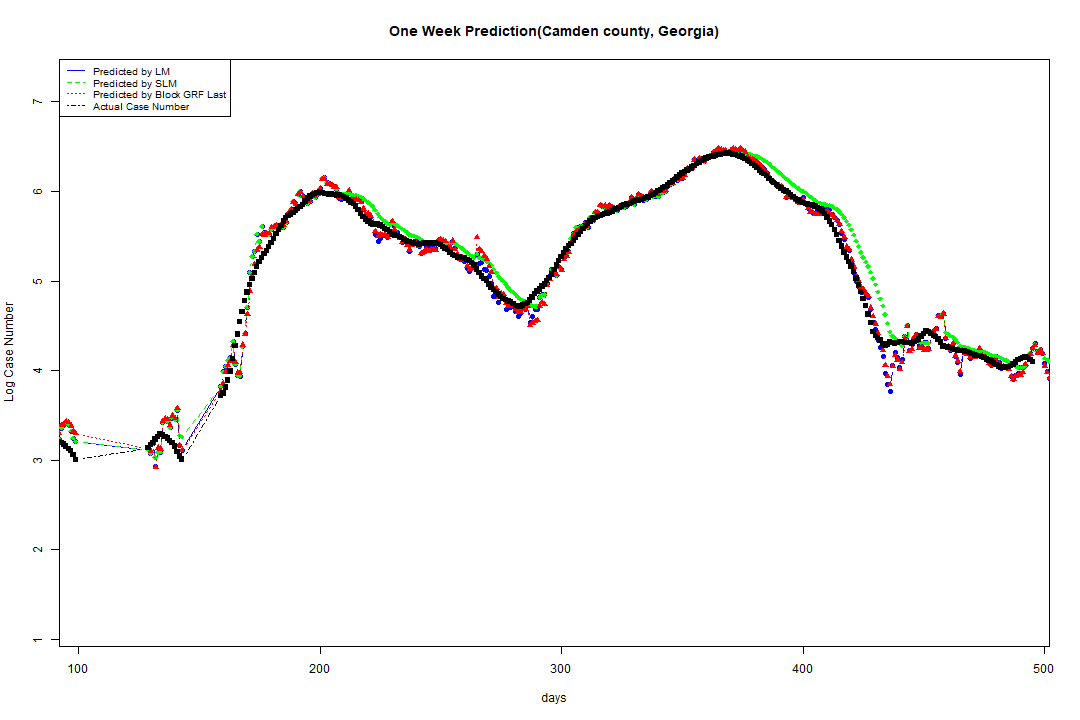 One Week Prediction(Camden county, Georgia)
Predicted by LM
Predicted by SLM
Predicted by Block GRF Last
Actual Case Number
7
6
5
4
3
2
1
Log Case Number
100 200 300 400 500
days